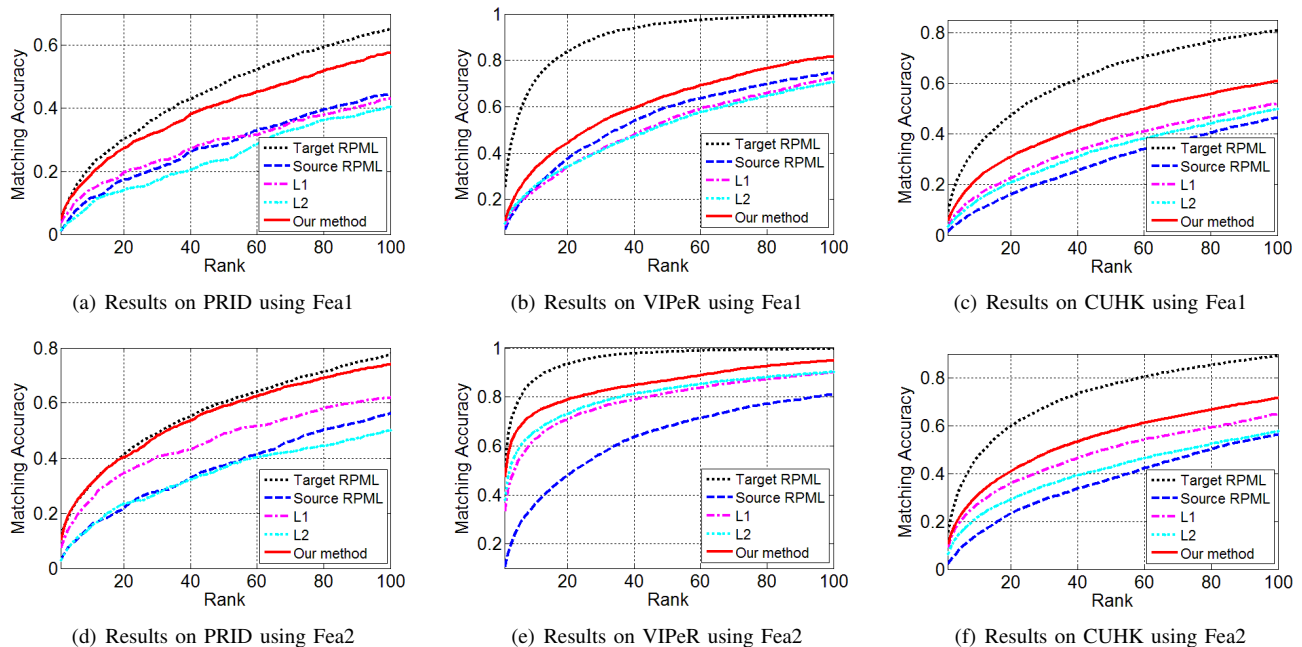 Matching Accuracy
0.6
0.4
0.2
0
20
40
60
80
100
Rank
Target RPML
Source RPML
L1
L2
Our method
(a) Results on PRID using Fea1
Matching Accuracy
1
0.8
0.6
0.4
0.2
20
40
60
80
100
Rank
Target RPML
Source RPML
L1
L2
Our method
(b) Results on VIPeR using Fea1
Matching Accuracy
0.8
0.6
0.4
0.2
0
20
40
60
80
100
Rank
Target RPML
Source RPML
L1
L2
Our method
(c) Results on CUHK using Fea1
Matching Accuracy
0.8
0.6
0.4
0.2
0
20
40
60
80
100
Rank
Target RPML
Source RPML
L1
L2
Our method
(d) Results on PRID using Fea2
Matching Accuracy
1
0.8
0.6
0.4
0.2
20
40
60
80
100
Rank
Target RPML
Source RPML
L1
L2
Our method
(e) Results on VIPeR using Fea2
Matching Accuracy
0.8
0.6
0.4
0.2
0
20
40
60
80
100
Rank
Target RPML
Source RPML
L1
L2
Our method
(f) Results on CUHK using Fea2